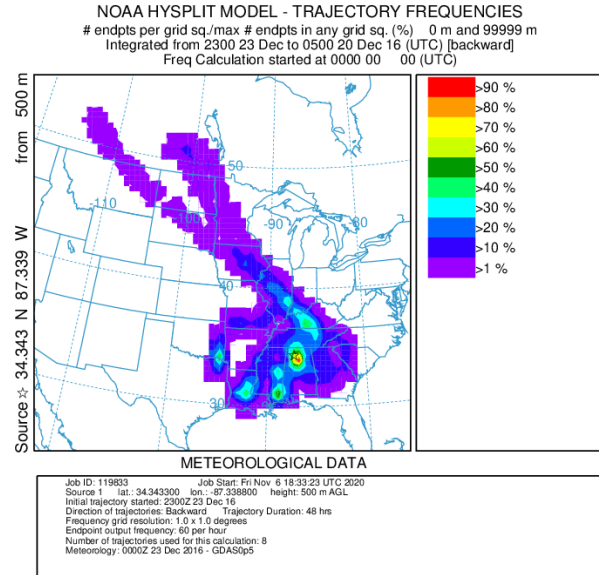 NOAA HYSPLIT MODEL - TRAJECTORY FREQUENCIES
# endpts per grid sq./max # endpts in any grid sq. (%)    0 m and 99999 m
Integrated from 2300 23 Dec to 0500 20 Dec 16 (UTC) [backward]
Freq Calculation started at 0000 00    00 (UTC)
Source ☆ 34.343 N 87.339 W    from 500 m
>90 %
>80 %
>70 %
>60 %
>50 %
>40 %
>30 %
>20 %
>10 %
>1 %
50
-110
-90
-80
40
30
METEOROLOGICAL DATA
Job ID: 119833    Job Start: Fri Nov 6 18:33:23 UTC 2020
Source 1    lat.: 34.343300    lon.: -87.338800    height: 500 m AGL
Initial trajectory started: 2300Z 23 Dec 16
Direction of trajectories: Backward    Trajectory Duration: 48 hrs
Frequency grid resolution: 1.0 x 1.0 degrees
Endpoint output frequency: 60 per hour
Number of trajectories used for this calculation: 8
Meteorology: 0000Z 23 Dec 2016 - GDAS0p5